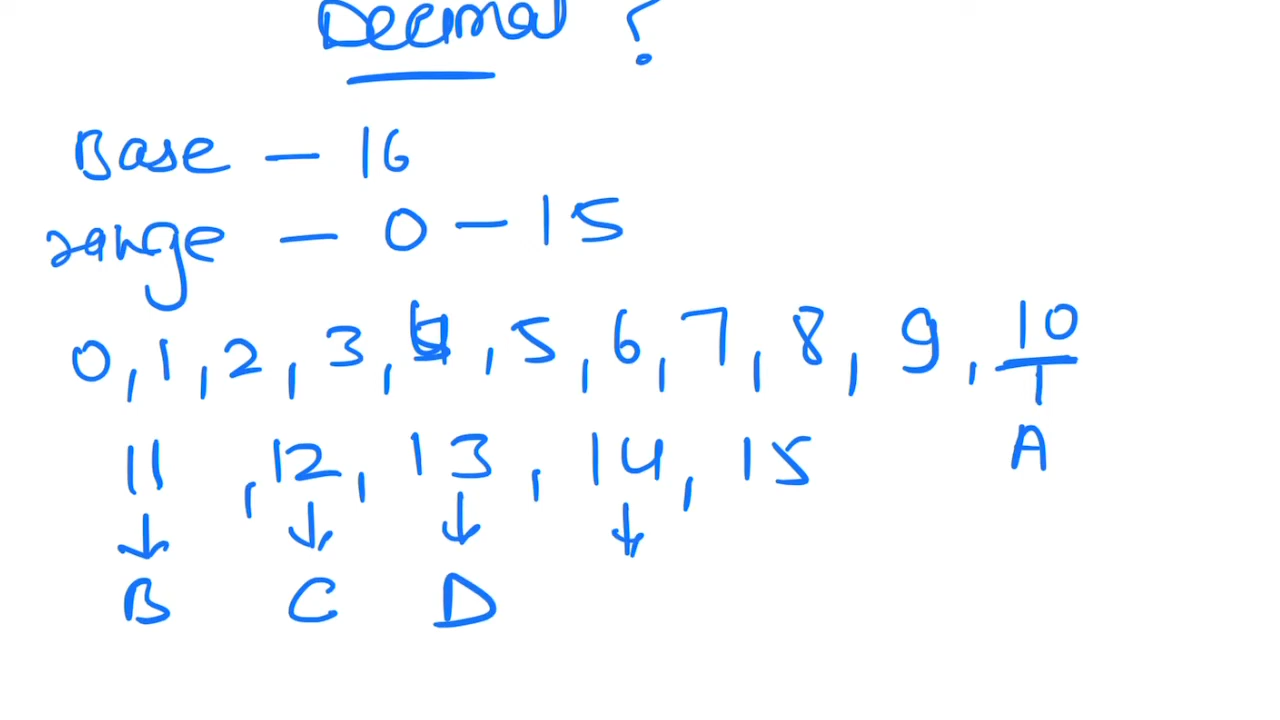 Decimal ?
Base – 16
range – 0 – 15
0, 1, 2, 3, 4, 5, 6, 7, 8, 9, 10
11, 12, 13, 14, 15 A
↓ ↓ ↓ ↓
B C D